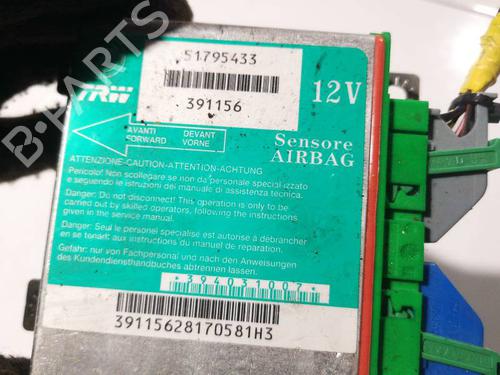 51795433
391156
TRW
12V
AVANTI DEVANT
FORWARD VORNE
Sensore
AIRBAG
ATTENZIONE-CAUTION-ATTENTION-ACHTUNG
Pericolo! Non scollegare se non da personale specializzato
e seguendo le istruzioni del manuale di assistenza tecnica.
Danger: Do not disconnect! This operation is only to be
carried out by skilled operators, following the instructions
given in the service manual.
Danger: Seul le personel specialisé est autorisé à débrancher
en se tenant aux instructions du manuel de reparation.
Gefahr: nur von Fachpersonal und nach den Anweisungen
des Kundendiensthandbuches abtrennen lassen.
394031007
39115628170581H3
B-PARTS